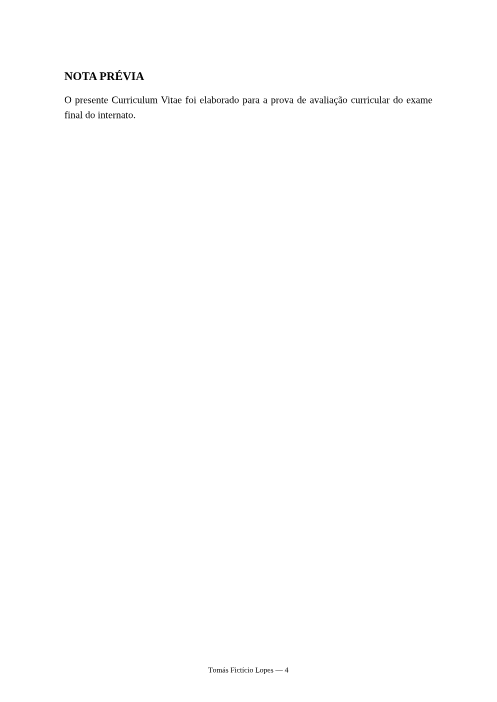 NOTA PRÉVIA
O presente Curriculum Vitae foi elaborado para a prova de avaliação curricular do exame
final do internato.
Tomás Fictício Lopes — 4